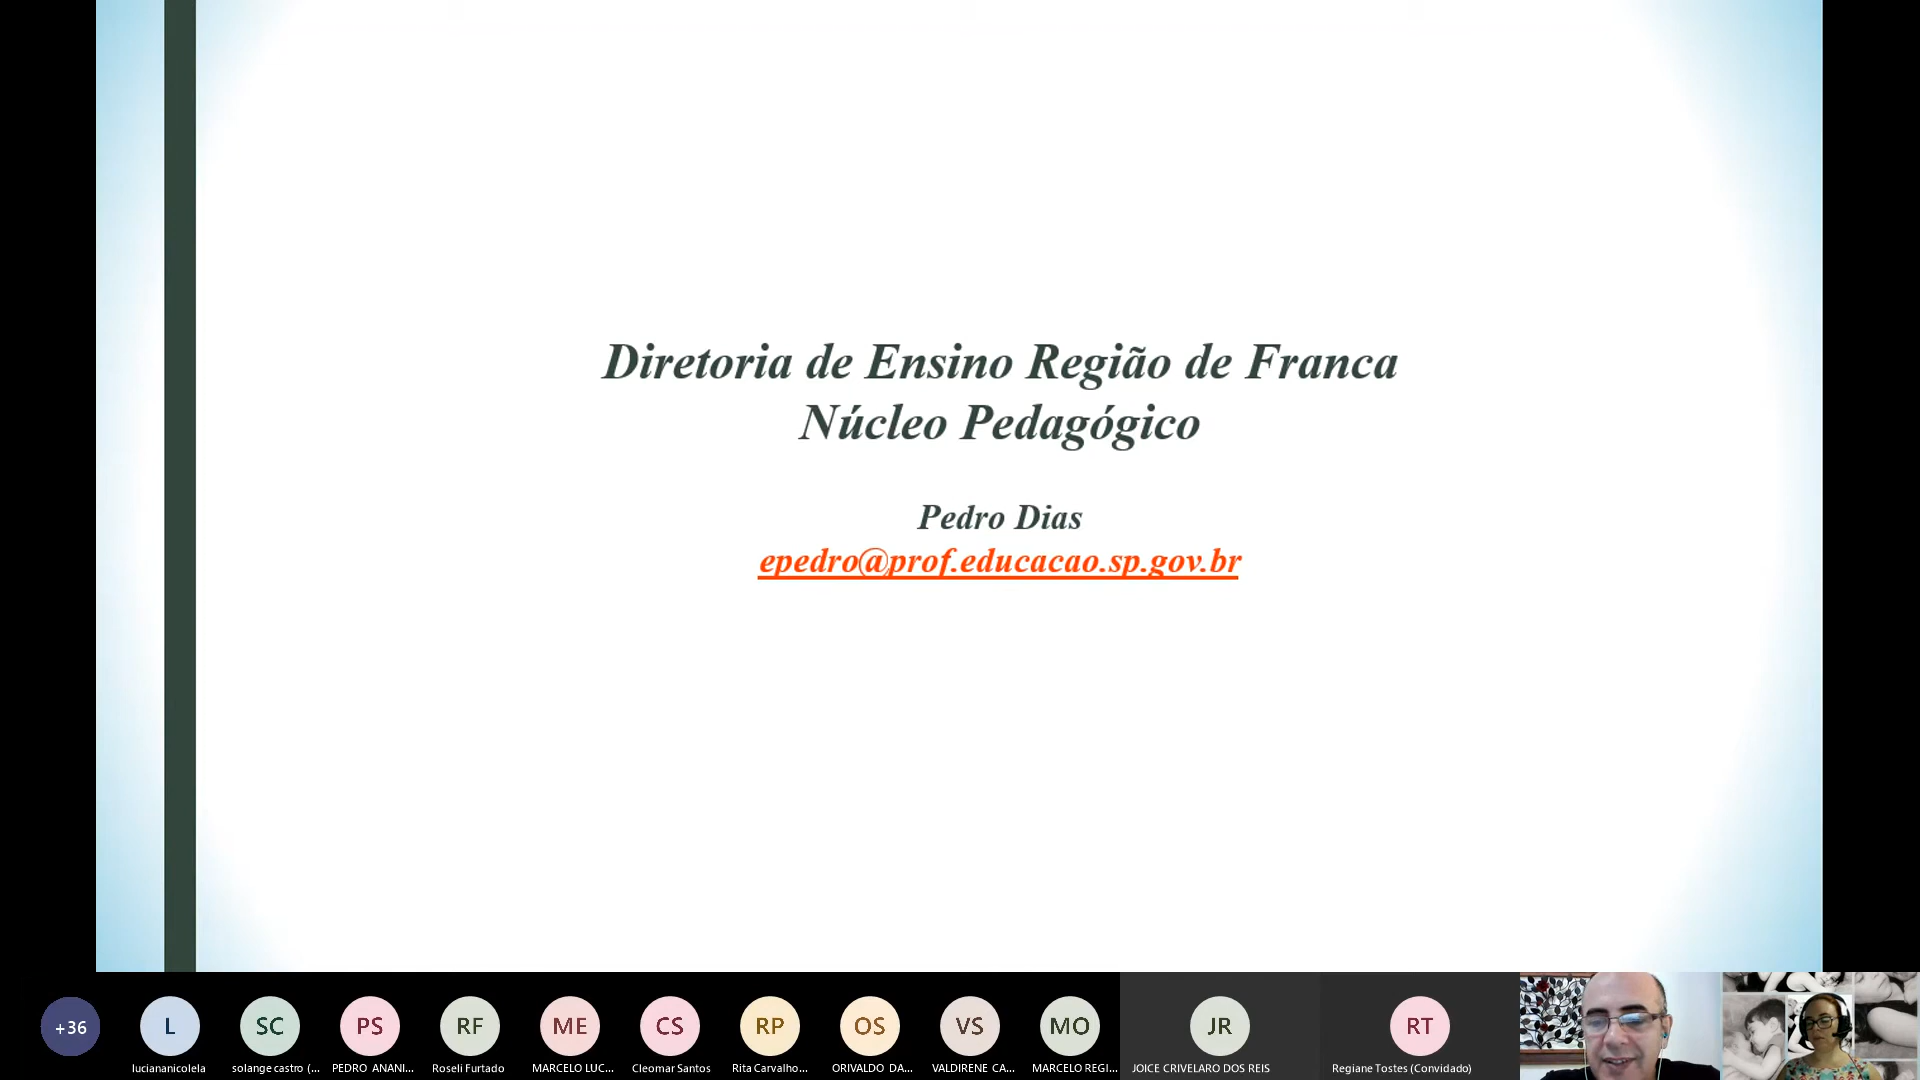 Diretoria de Ensino Região de Franca
Núcleo Pedagógico
Pedro Dias
epedro@prof.educacao.sp.gov.br
+36
L
SC
PS
RF
ME
CS
RP
OS
VS
MO
JR
RT
luciananicolela
solange castro (...
PEDRO ANANI...
Roseli Furtado
MARCELO LUC...
Cleomar Santos
Rita Carvalho...
ORIVALDO DA...
VALDIRENE CA...
MARCELO REGI...
JOICE CRIVELARO DOS REIS
Regiane Tostes (Convidado)